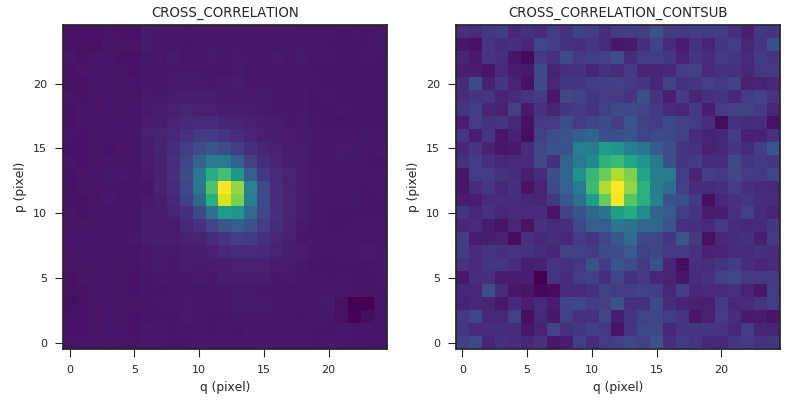 CROSS_CORRELATION
CROSS_CORRELATION_CONTSUB
p (pixel)
20
15
10
5
0
0 5 10 15 20
q (pixel)
p (pixel)
20
15
10
5
0
0 5 10 15 20
q (pixel)